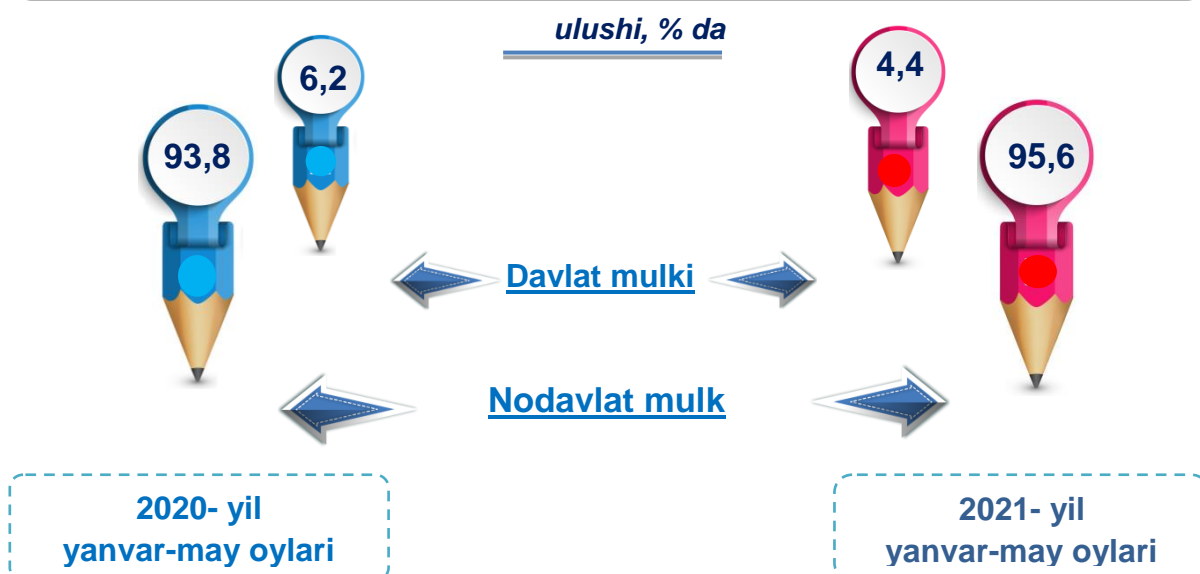 ulushi, % da
6,2
4,4
93,8
95,6
Davlat mulki
Nodavlat mulk
2020- yil
yanvar-may oylari
2021- yil
yanvar-may oylari